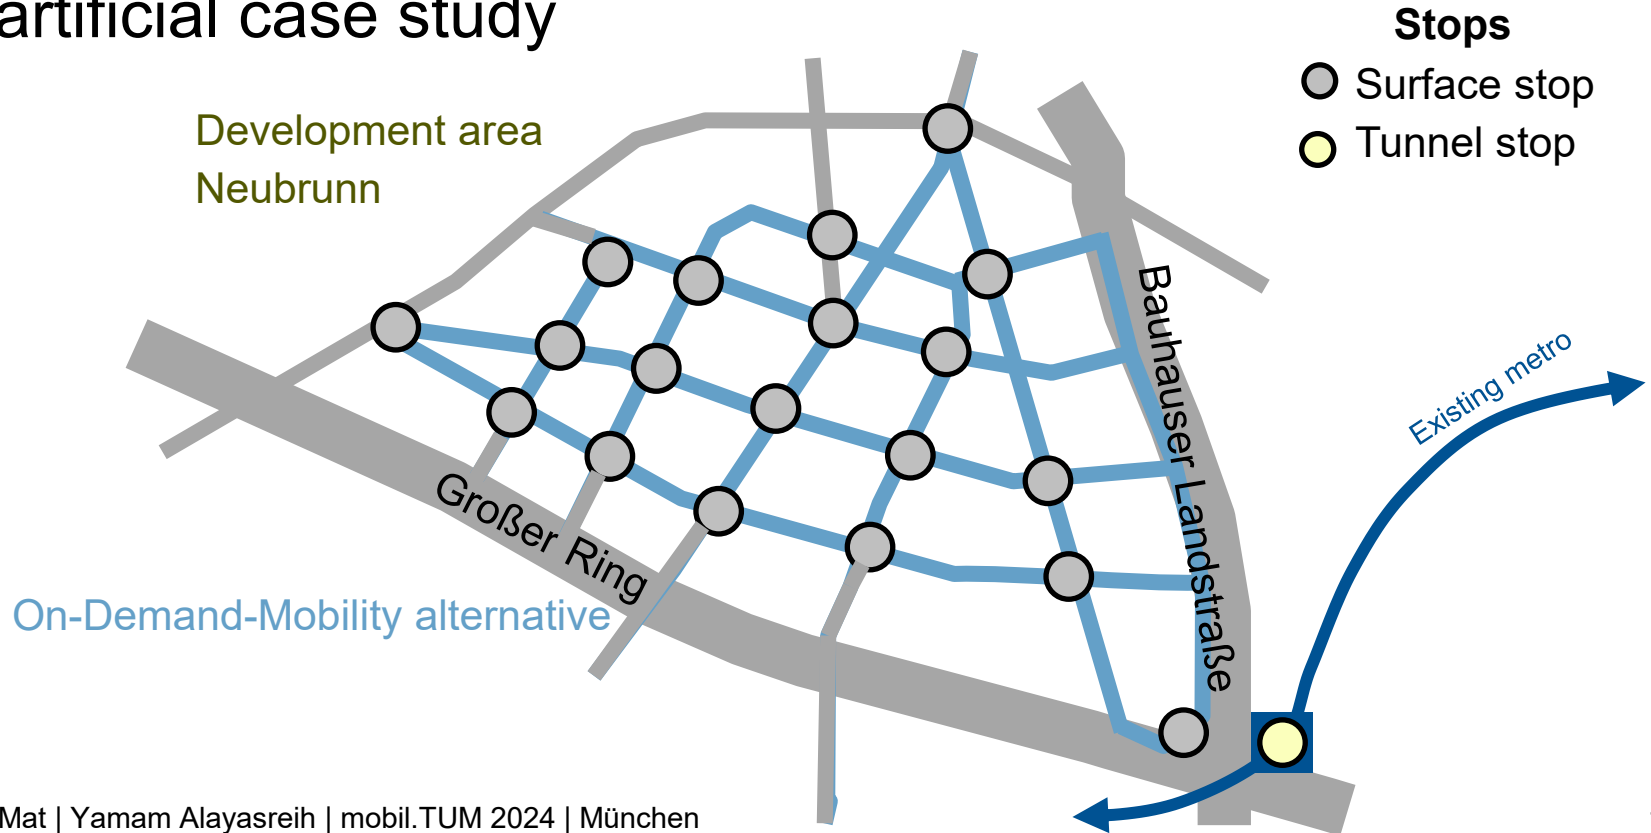 artificial case study
Stops
Surface stop
Tunnel stop
Development area
Neubrunn
Bauhauser Landstraße
Existing metro
Großer Ring
On-Demand-Mobility alternative
Mat | Yamam Alayasreih | mobil.TUM 2024 | München